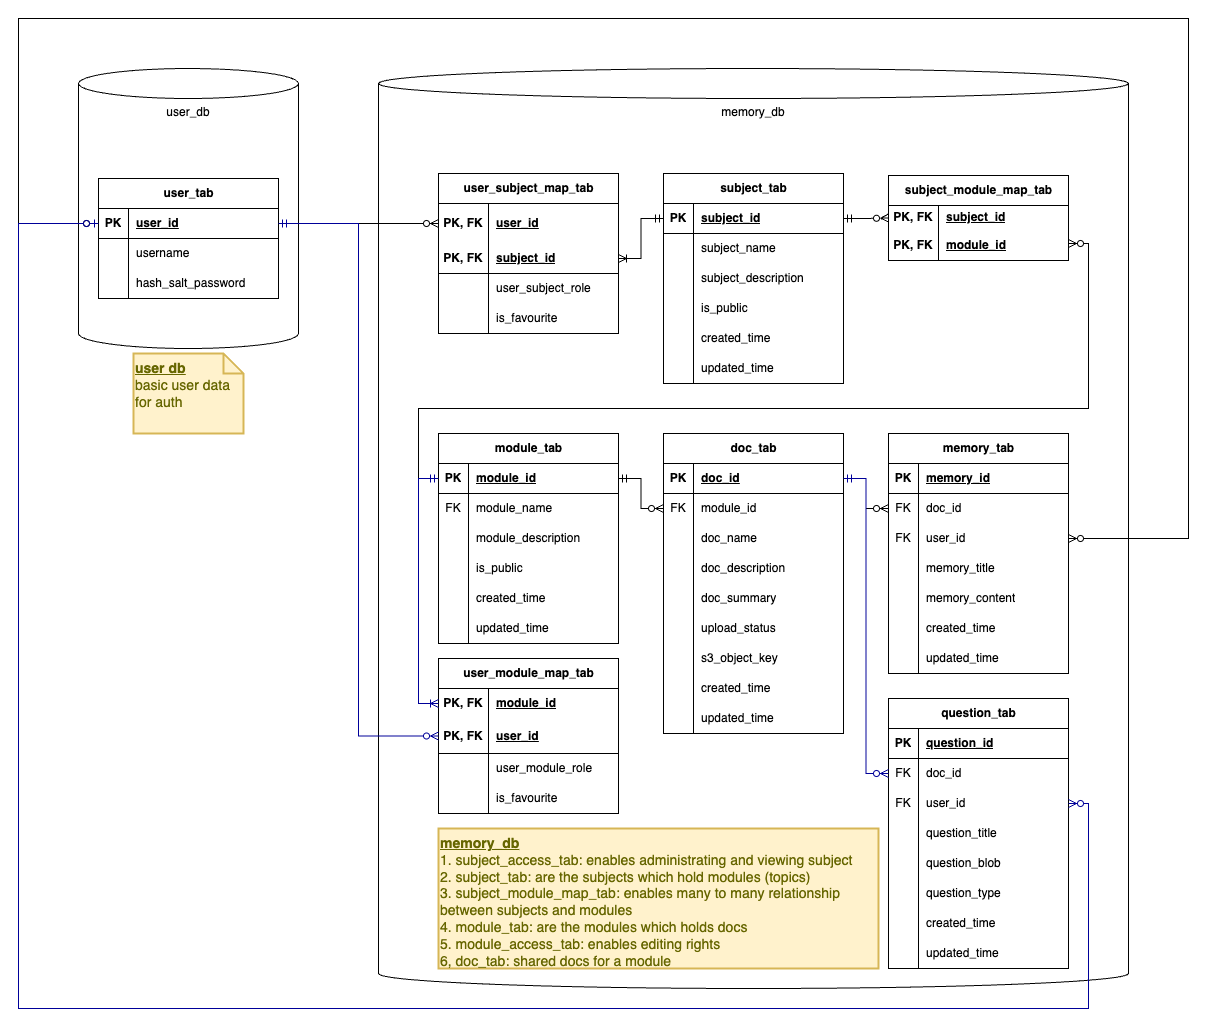 user_db
memory_db
user_tab
PK user_id
username
hash_salt_password
user db
basic user data
for auth
user_subject_map_tab
PK, FK user_id
PK, FK subject_id
user_subject_role
is_favourite
subject_tab
PK subject_id
subject_name
subject_description
is_public
created_time
updated_time
subject_module_map_tab
PK, FK subject_id
PK, FK module_id
module_tab
PK module_id
FK module_name
module_description
is_public
created_time
updated_time
doc_tab
PK doc_id
FK module_id
doc_name
doc_description
doc_summary
upload_status
s3_object_key
created_time
updated_time
memory_tab
PK memory_id
FK doc_id
FK user_id
memory_title
memory_content
created_time
updated_time
user_module_map_tab
PK, FK module_id
PK, FK user_id
user_module_role
is_favourite
question_tab
PK question_id
FK doc_id
FK user_id
question_title
question_blob
question_type
created_time
updated_time
memory_db
1. subject_access_tab: enables administrating and viewing subject
2. subject_tab: are the subjects which hold modules (topics)
3. subject_module_map_tab: enables many to many relationship
between subjects and modules
4. module_tab: are the modules which holds docs
5. module_access_tab: enables editing rights
6, doc_tab: shared docs for a module